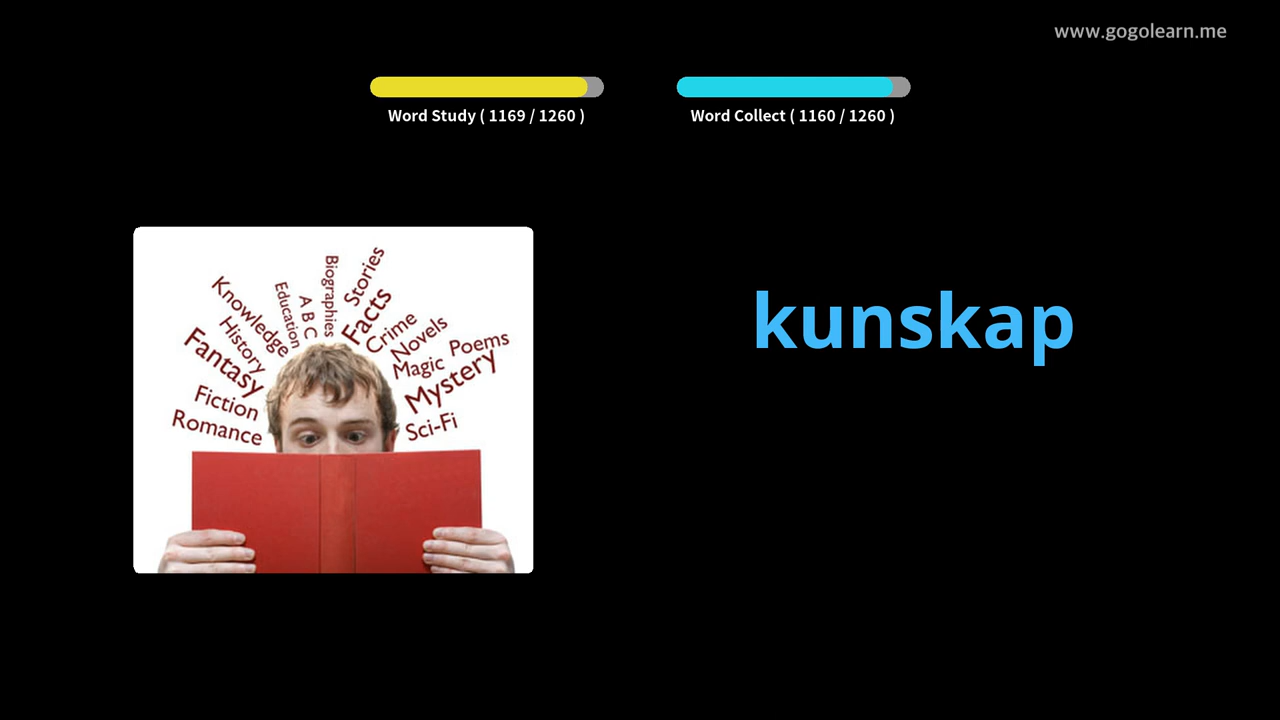 www.gogolearn.me
Word Study ( 1169 / 1260 )
Word Collect ( 1160 / 1260 )
kunskap
Biographies
Stories
Education
A B C
Facts
Knowledge
Crime
History
Novels
Poems
Fantasy
Magic
Mystery
Fiction
Romance
Sci-Fi